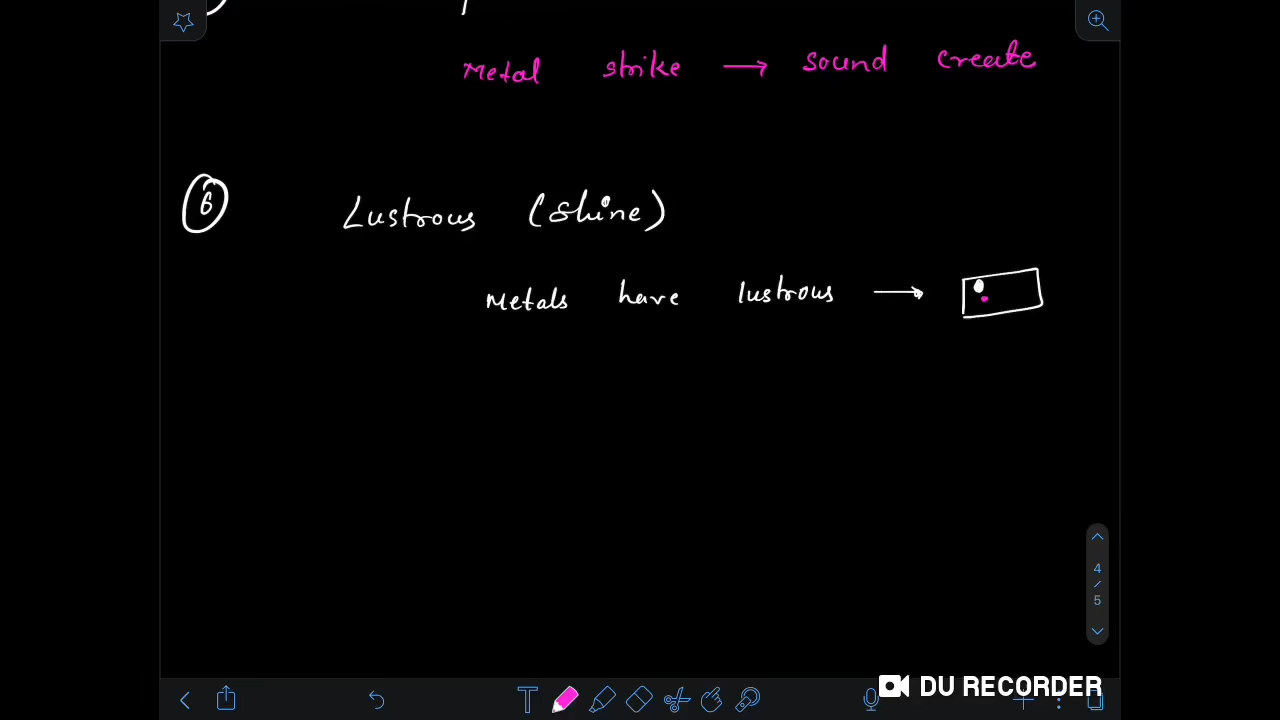 Metal strike → sound create
6 Lustrous (Shine)
Metals have lustrous →
4
/
5
T
DU RECORDER